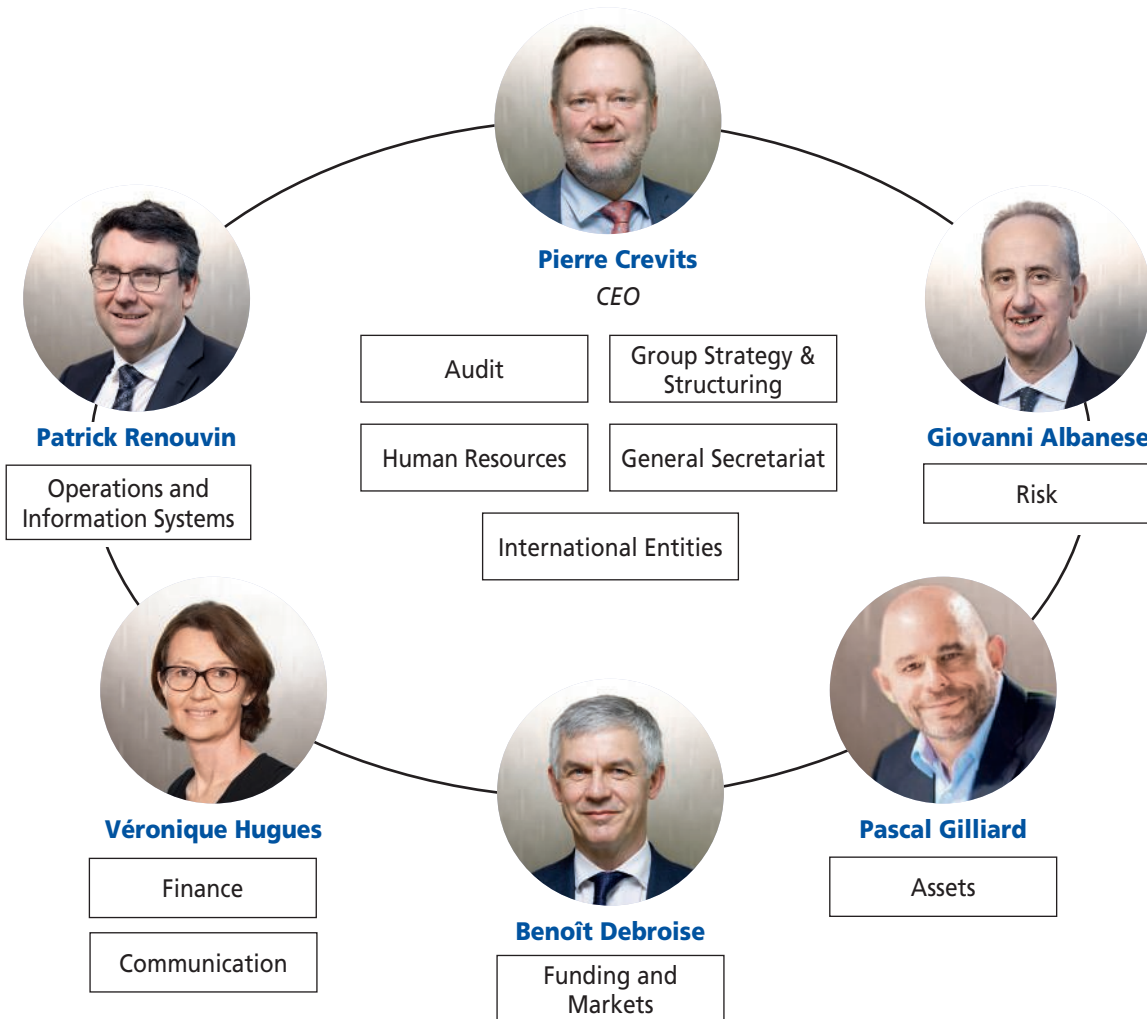 Pierre Crevits
CEO
Audit
Group Strategy &
Structuring
Human Resources
General Secretariat
International Entities
Patrick Renouvin
Operations and
Information Systems
Giovanni Albanese
Risk
Véronique Hugues
Finance
Communication
Benoît Debroise
Funding and
Markets
Pascal Gilliard
Assets